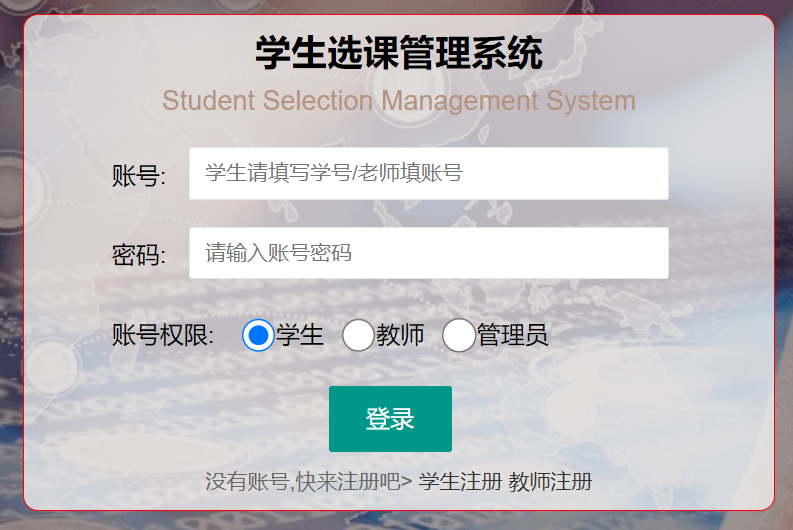 学生选课管理系统
Student Selection Management System
账号: 学生请填写学号/老师填账号
密码: 请输入账号密码
账号权限: 学生 教师 管理员
登录
没有账号,快来注册吧> 学生注册 教师注册